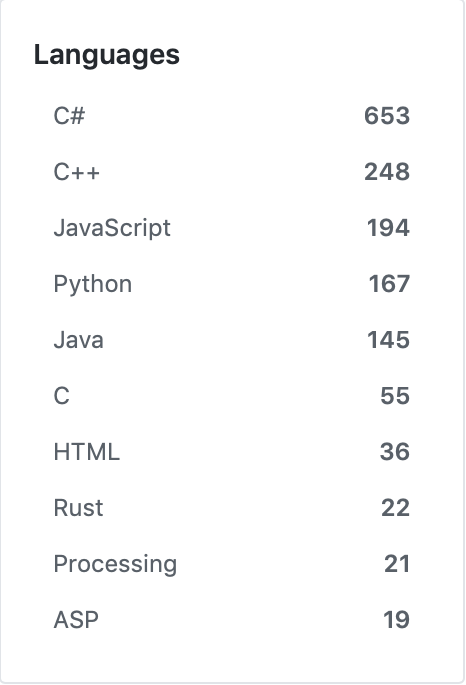 Languages
C# 653
C++ 248
JavaScript 194
Python 167
Java 145
C 55
HTML 36
Rust 22
Processing 21
ASP 19